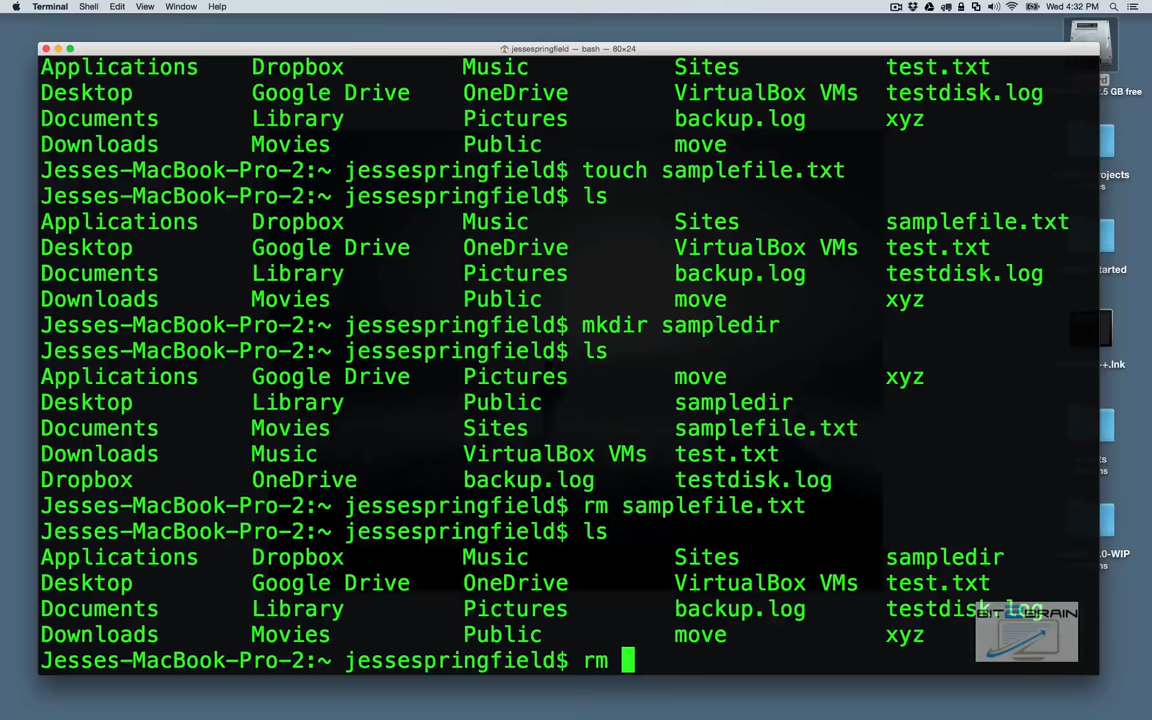 Terminal Shell Edit View Window Help Wed 4:32 PM
jessespringfield — bash — 80×24
Applications Dropbox Music Sites test.txt
Desktop Google Drive OneDrive VirtualBox VMs testdisk.log
Documents Library Pictures backup.log xyz
Downloads Movies Public move
Jesses-MacBook-Pro-2:~ jessespringfield$ touch samplefile.txt
Jesses-MacBook-Pro-2:~ jessespringfield$ ls
Applications Dropbox Music Sites samplefile.txt
Desktop Google Drive OneDrive VirtualBox VMs test.txt
Documents Library Pictures backup.log testdisk.log
Downloads Movies Public move xyz
Jesses-MacBook-Pro-2:~ jessespringfield$ mkdir sampledir
Jesses-MacBook-Pro-2:~ jessespringfield$ ls
Applications Google Drive Pictures move xyz
Desktop Library Public sampledir
Documents Movies Sites samplefile.txt
Downloads Music VirtualBox VMs test.txt
Dropbox OneDrive backup.log testdisk.log
Jesses-MacBook-Pro-2:~ jessespringfield$ rm samplefile.txt
Jesses-MacBook-Pro-2:~ jessespringfield$ ls
Applications Dropbox Music Sites sampledir
Desktop Google Drive OneDrive VirtualBox VMs test.txt
Documents Library Pictures backup.log testdisk.log
Downloads Movies Public move xyz
Jesses-MacBook-Pro-2:~ jessespringfield$ rm
.5 GB free